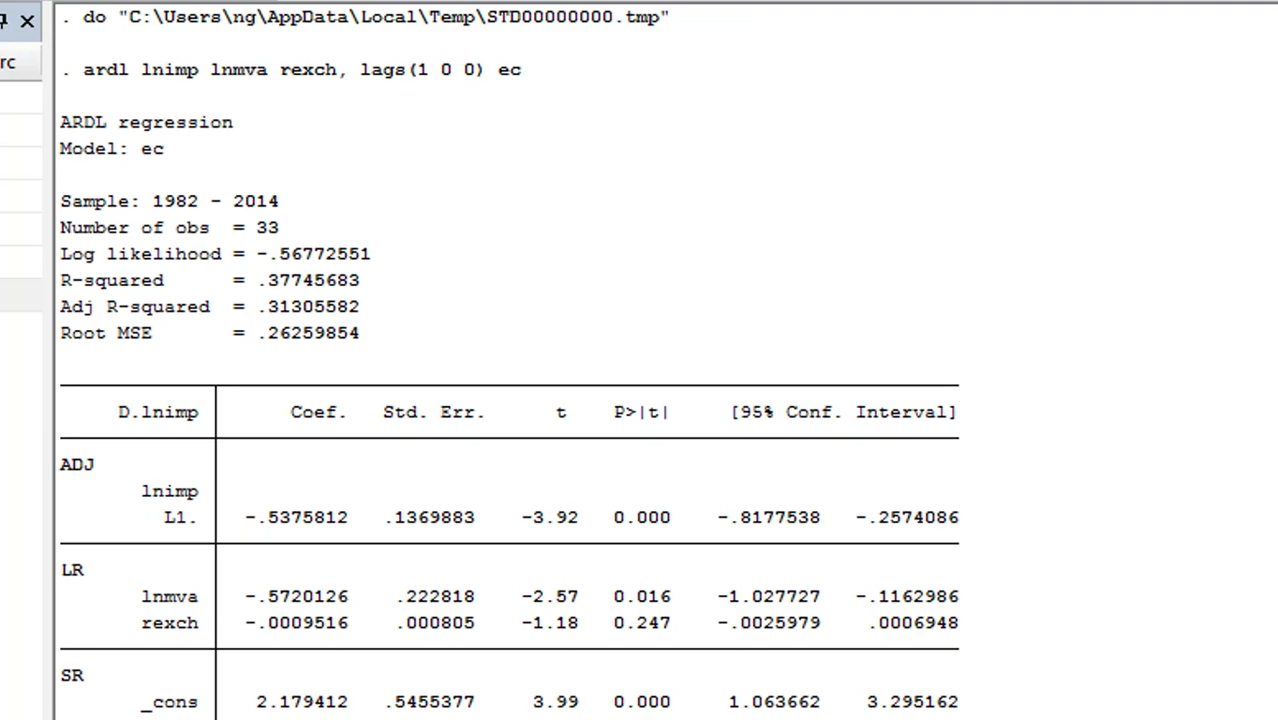 . do "C:\Users\ng\AppData\Local\Temp\STD00000000.tmp"
rc
. ardl lnimp lnmva rexch, lags(1 0 0) ec
ARDL regression
Model: ec
Sample: 1982 - 2014
Number of obs = 33
Log likelihood = -.56772551
R-squared = .37745683
Adj R-squared = .31305582
Root MSE = .26259854
D.lnimp Coef. Std. Err. t P>|t| [95% Conf. Interval]
ADJ
lnimp
L1. -.5375812 .1369883 -3.92 0.000 -.8177538 -.2574086
LR
lnmva -.5720126 .222818 -2.57 0.016 -1.027727 -.1162986
rexch -.0009516 .000805 -1.18 0.247 -.0025979 .0006948
SR
_cons 2.179412 .5455377 3.99 0.000 1.063662 3.295162